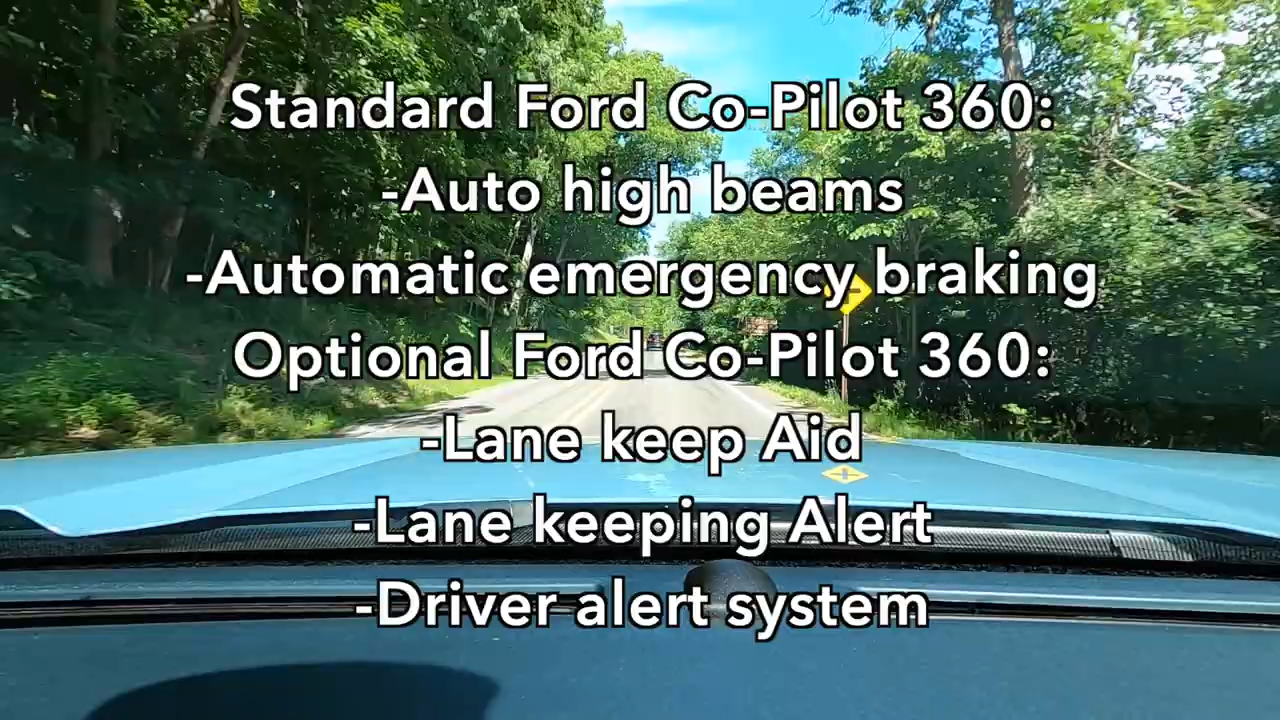 Standard Ford Co-Pilot 360:
-Auto high beams
-Automatic emergency braking
Optional Ford Co-Pilot 360:
-Lane keep Aid
-Lane keeping Alert
-Driver alert system